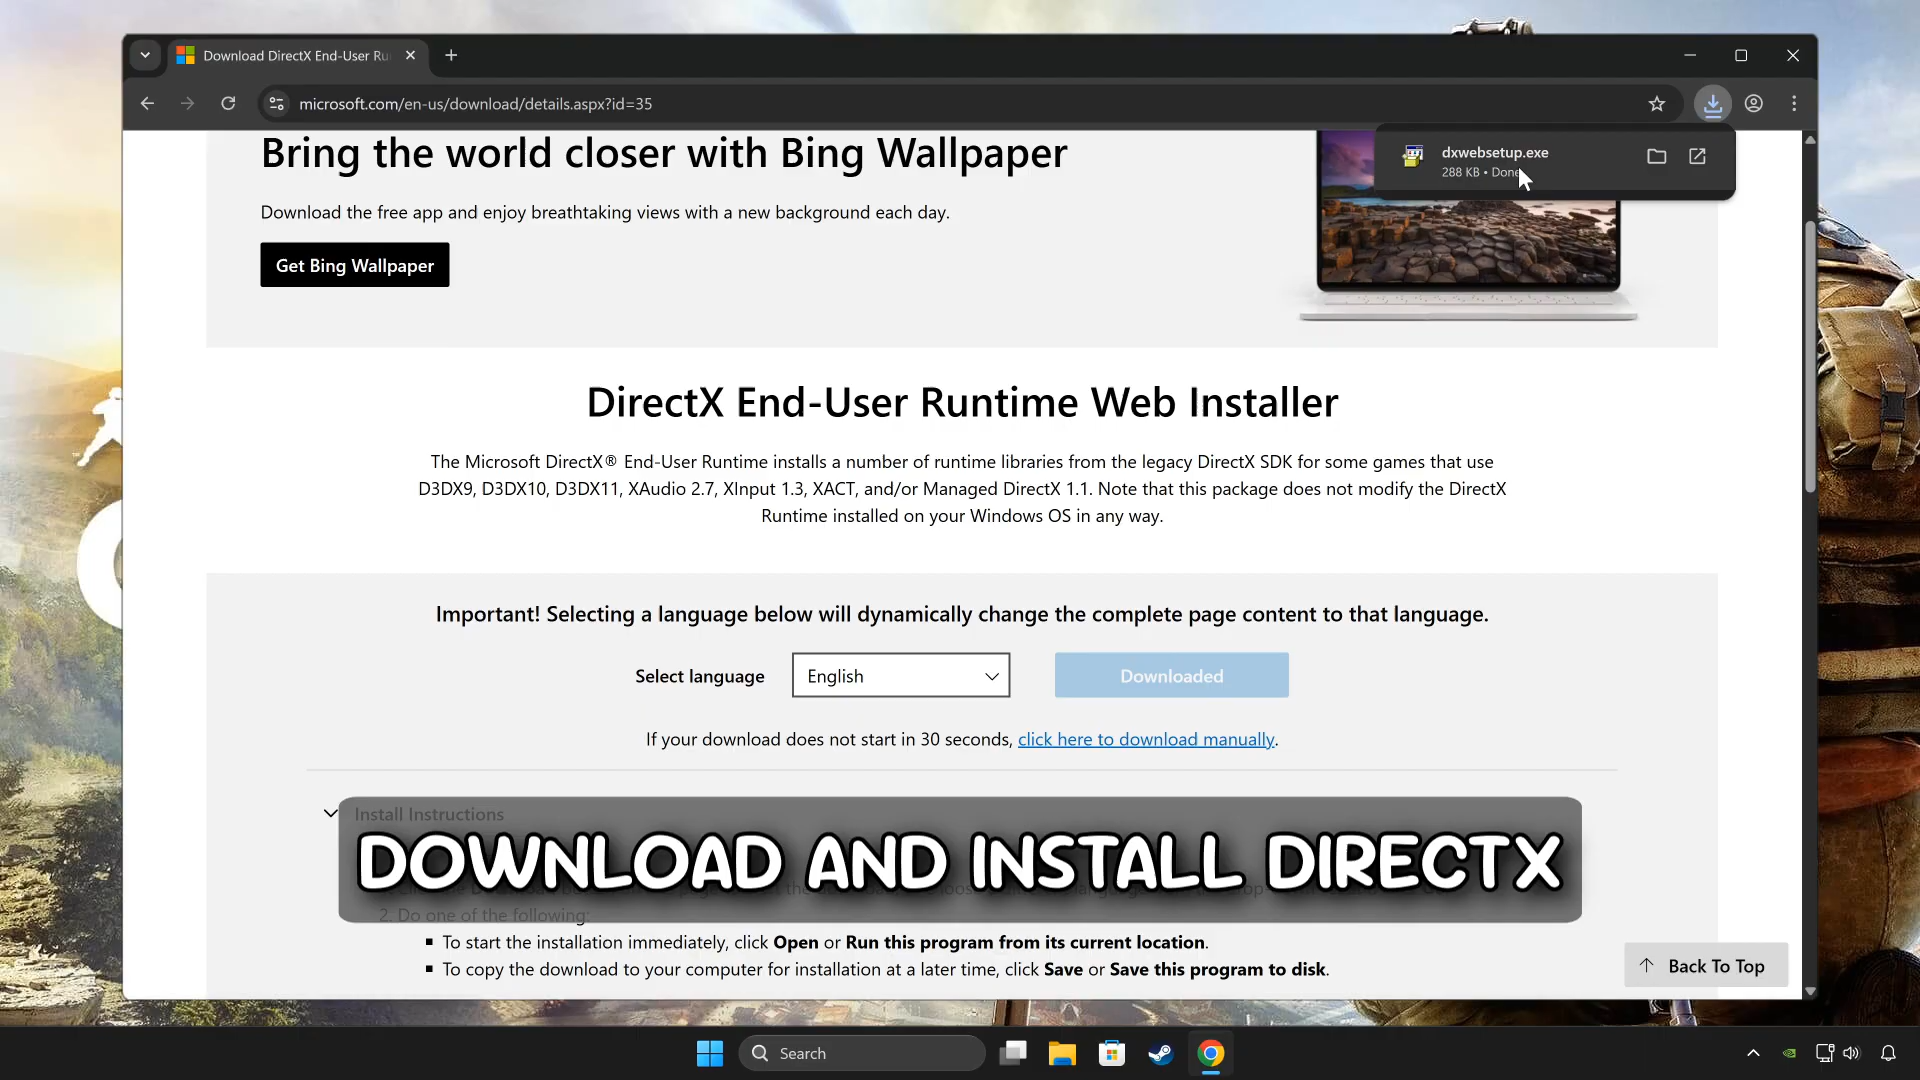 Download DirectX End-User Ru
microsoft.com/en-us/download/details.aspx?id=35
dxwebsetup.exe
288 KB • Done
Bring the world closer with Bing Wallpaper
Download the free app and enjoy breathtaking views with a new background each day.
Get Bing Wallpaper
DirectX End-User Runtime Web Installer
The Microsoft DirectX® End-User Runtime installs a number of runtime libraries from the legacy DirectX SDK for some games that use
D3DX9, D3DX10, D3DX11, XAudio 2.7, XInput 1.3, XACT, and/or Managed DirectX 1.1. Note that this package does not modify the DirectX
Runtime installed on your Windows OS in any way.
Important! Selecting a language below will dynamically change the complete page content to that language.
Select language
English
Downloaded
If your download does not start in 30 seconds, click here to download manually.
Install Instructions
DOWNLOAD AND INSTALL DIRECTX
2. Do one of the following:
▪ To start the installation immediately, click Open or Run this program from its current location.
▪ To copy the download to your computer for installation at a later time, click Save or Save this program to disk.
Back To Top
Search